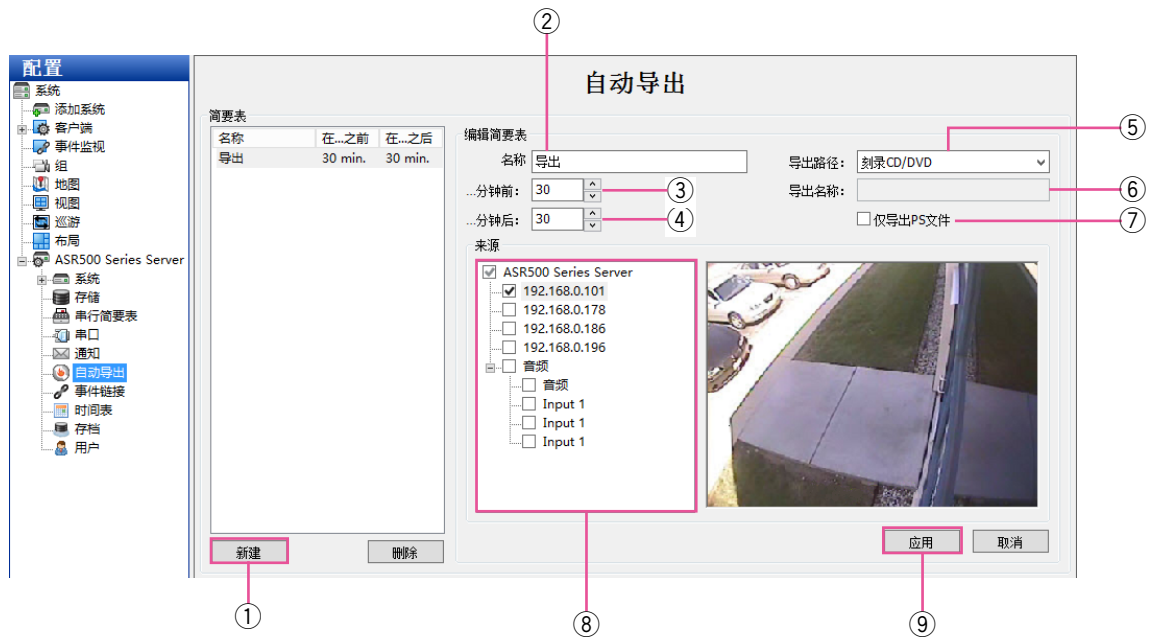 ②
配置
系统
添加系统
客户端
事件监视
组
地图
视图
巡游
布局
ASR500 Series Server
系统
存储
串行简要表
串口
通知
自动导出
事件链接
时间表
存档
用户
自动导出
简要表
名称 在...之前 在...之后
导出 30 min. 30 min.
新建 删除
编辑简要表
名称 导出
...分钟前： 30 ③
...分钟后： 30 ④
导出路径： 刻录CD/DVD ⑤
导出名称： ⑥
仅导出PS文件 ⑦
来源
ASR500 Series Server
192.168.0.101
192.168.0.178
192.168.0.186
192.168.0.196
音频
音频
Input 1
Input 1
Input 1
应用 取消
① ⑧ ⑨